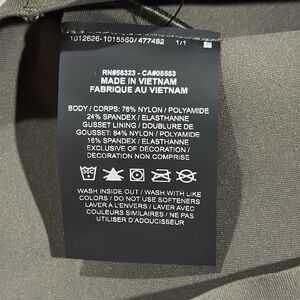 1012626-1015560/477482 1/1
RN#56323 - CA#05553
MADE IN VIETNAM
FABRIQUE AU VIETNAM
BODY / CORPS: 76% NYLON / POLYAMIDE
24% SPANDEX / ELASTHANNE
GUSSET LINING / DOUBLURE DE
GOUSSET: 84% NYLON / POLYAMIDE
16% SPANDEX / ELASTHANNE
EXCLUSIVE OF DECORATION /
DECORATION NON COMPRISE
WASH INSIDE OUT / WASH WITH LIKE
COLORS / DO NOT USE SOFTENERS
LAVER A L'ENVERS / LAVER AVEC
COULEURS SIMILAIRES / NE PAS
UTILISER D'ADOUCISSEUR